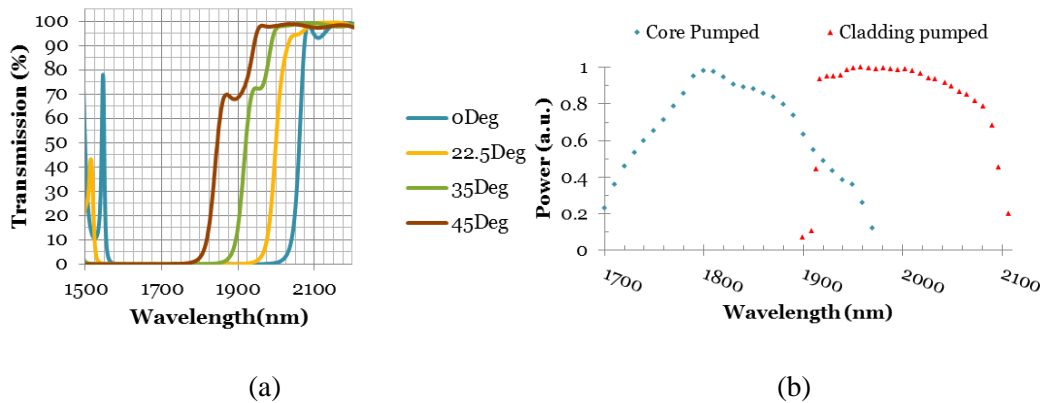 100
90
80
70
60
50
40
30
20
10
0
Transmission (%)
1500 1700 1900 2100
Wavelength(nm)
0Deg
22.5Deg
35Deg
45Deg
(a)
Core Pumped Cladding pumped
1
0.8
0.6
0.4
0.2
0
Power (a.u.)
1700 1800 1900 2000 2100
Wavelength (nm)
(b)